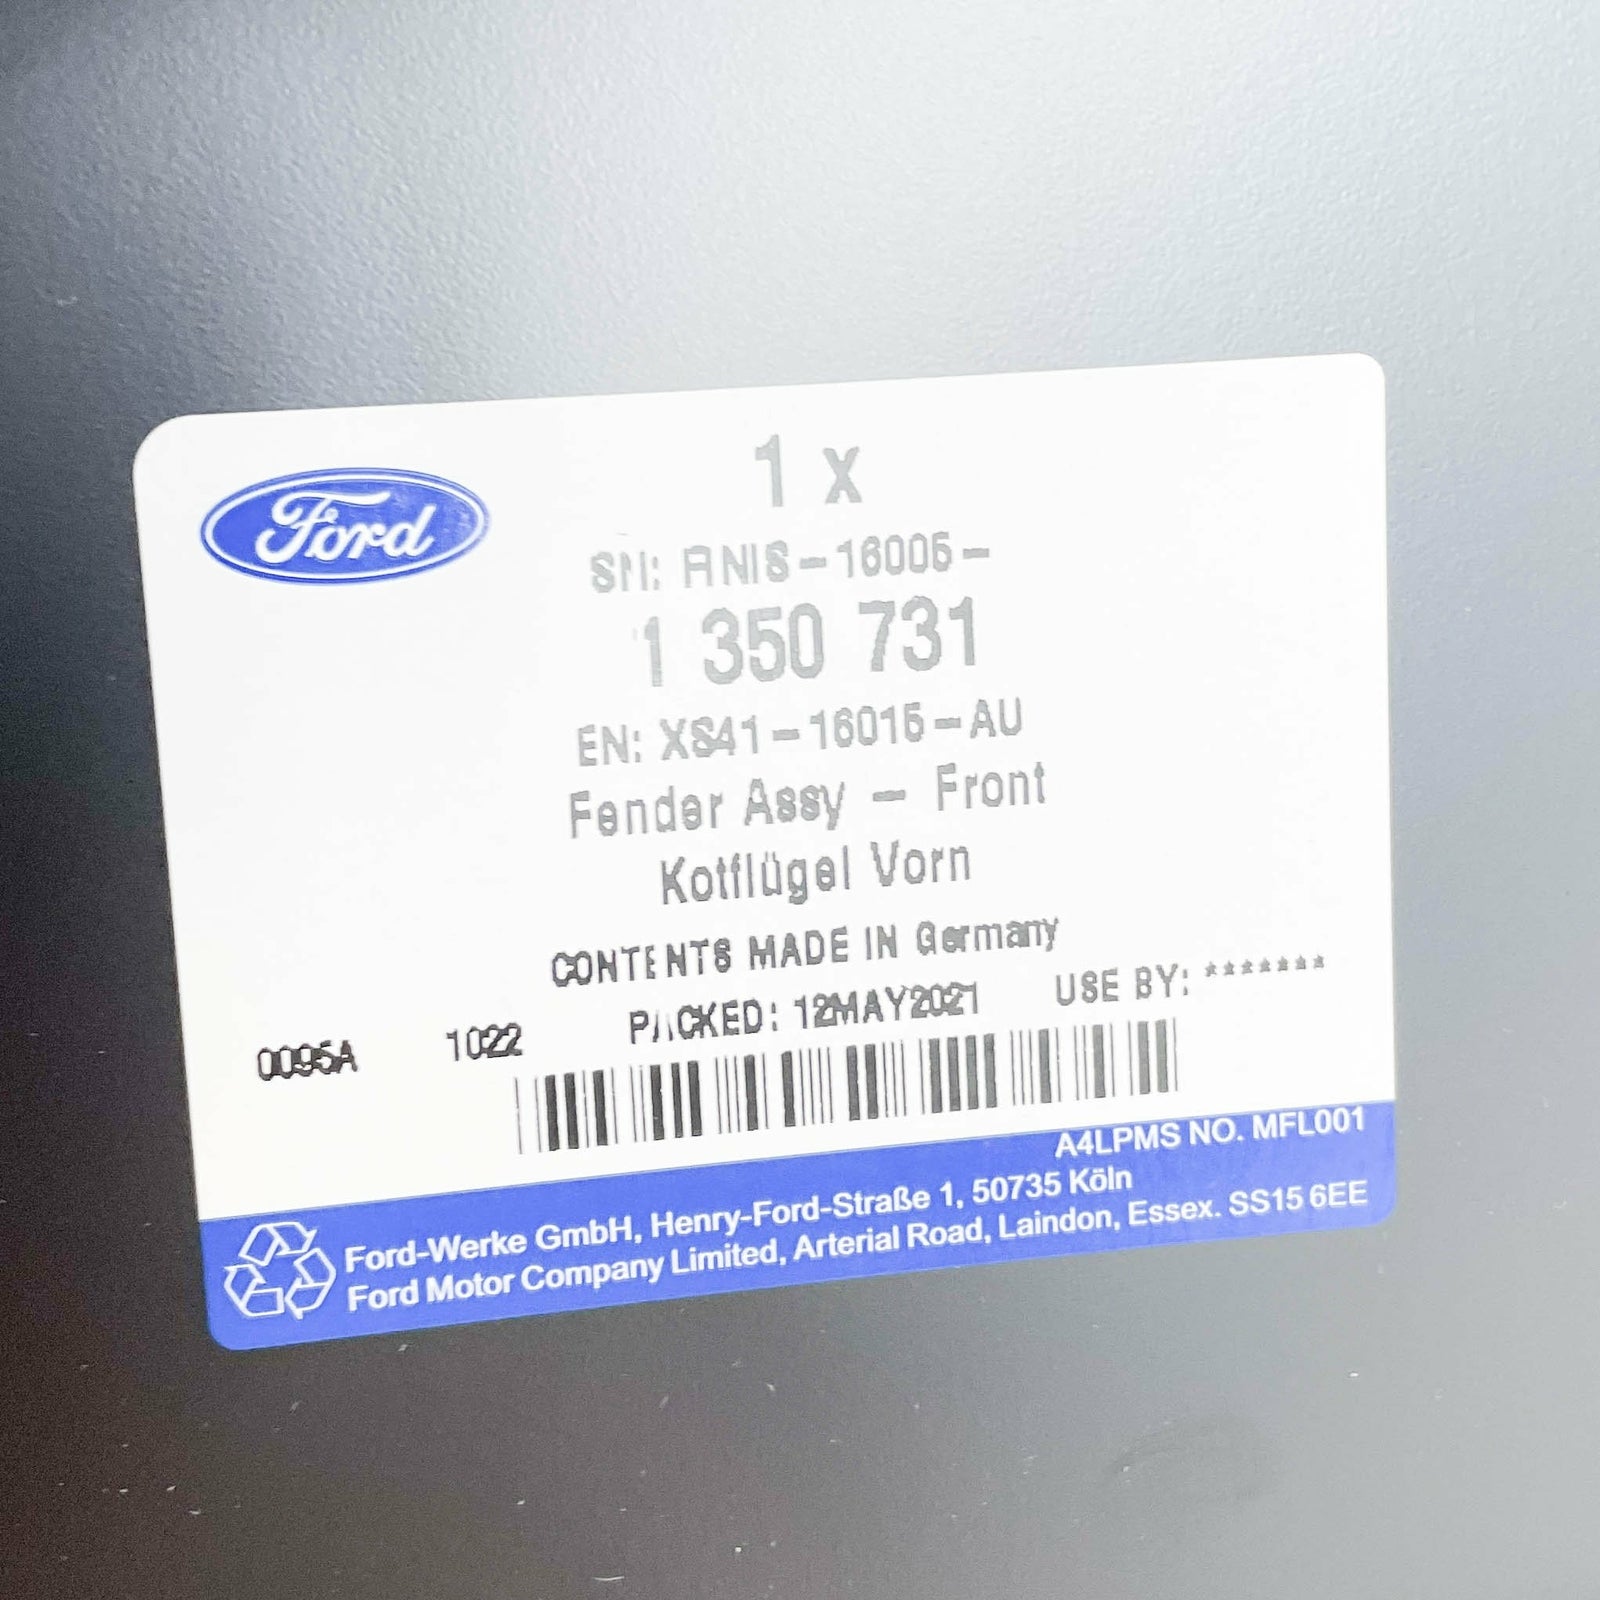 Ford
1 x
SN: FINIS-16005-
1 350 731
EN: XS41-16015-AU
Fender Assy - Front
Kotflügel Vorn
CONTENTS MADE IN Germany
0095A 1022 PACKED: 12MAY2021 USE BY: *******
A4LPMS NO. MFL001
Ford-Werke GmbH, Henry-Ford-Straße 1, 50735 Köln
Ford Motor Company Limited, Arterial Road, Laindon, Essex. SS15 6EE